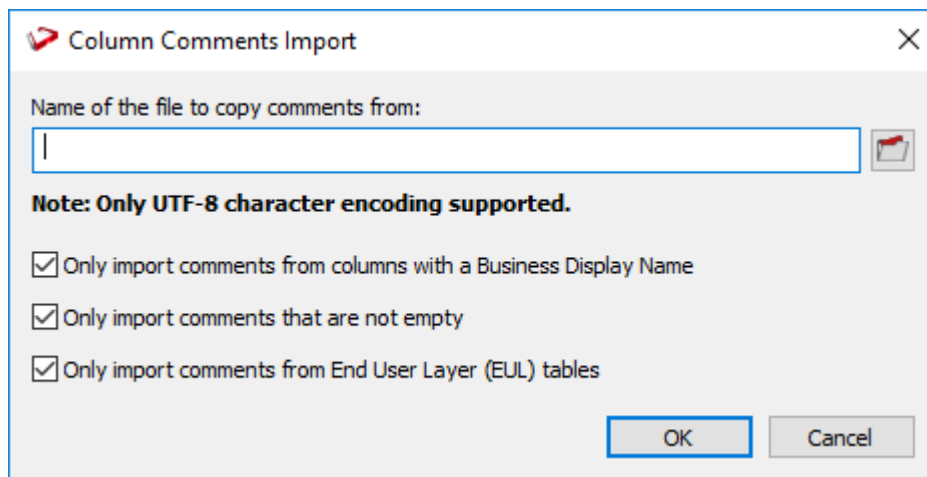 Column Comments Import
Name of the file to copy comments from:
Note: Only UTF-8 character encoding supported.
Only import comments from columns with a Business Display Name
Only import comments that are not empty
Only import comments from End User Layer (EUL) tables
OK Cancel